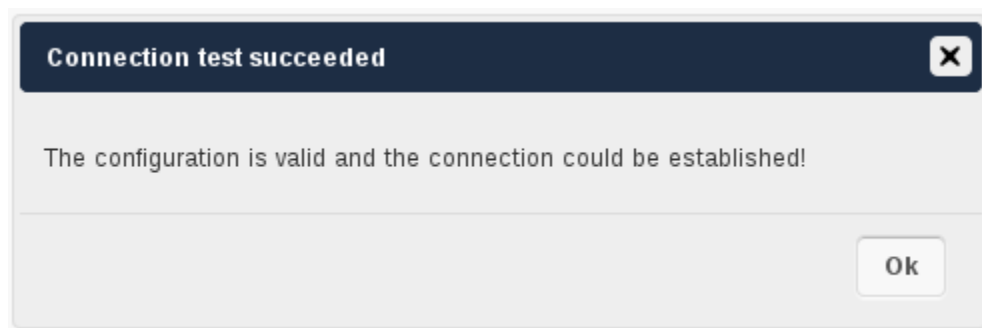 Connection test succeeded
The configuration is valid and the connection could be established!
Ok